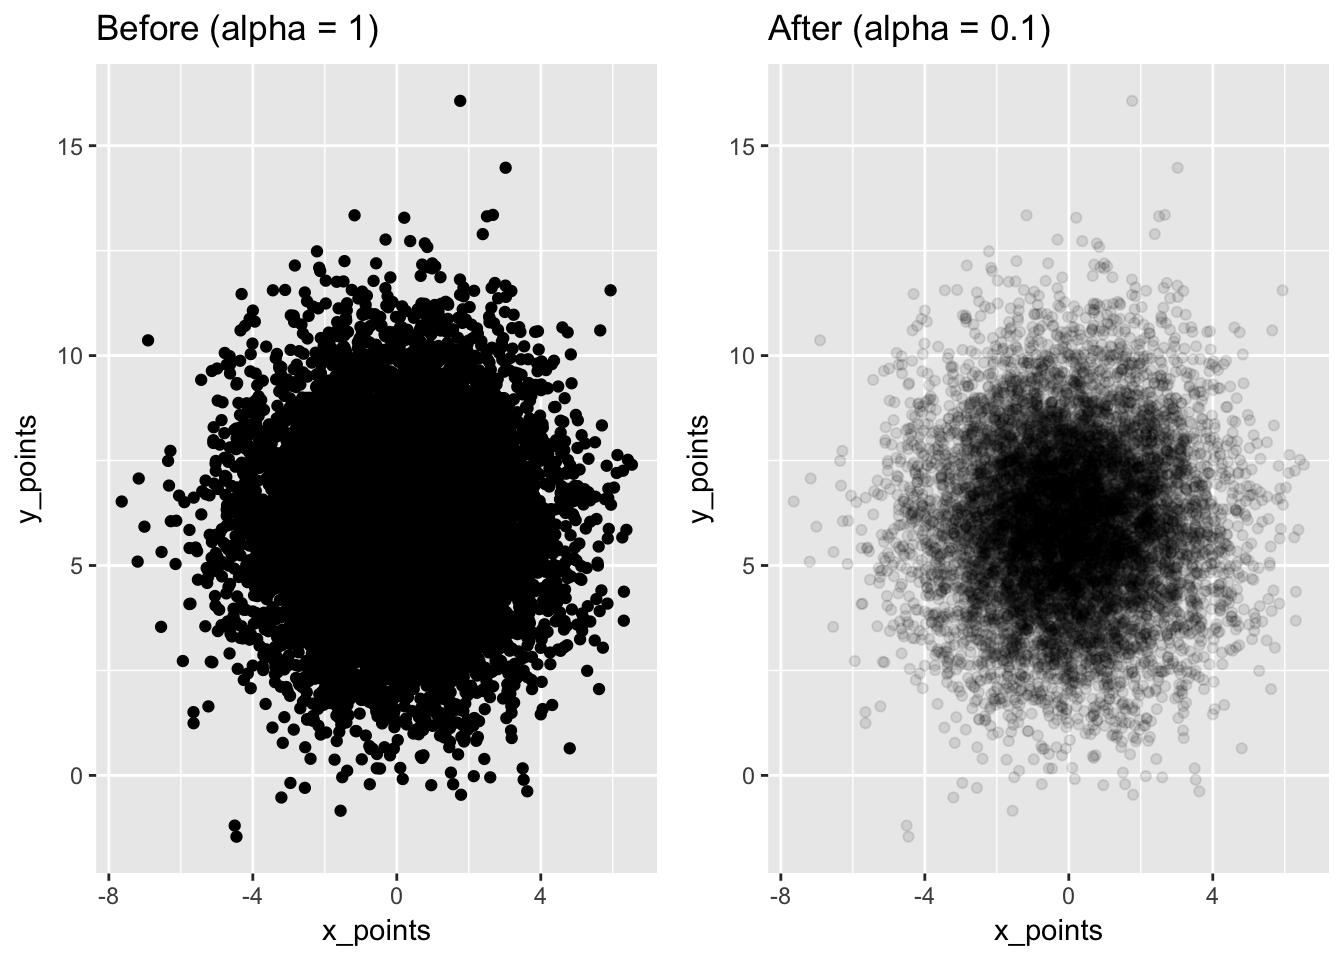 Before (alpha = 1)
15
10
5
0
y_points
-8
-4
0
4
x_points
After (alpha = 0.1)
15
10
5
0
y_points
-8
-4
0
4
x_points